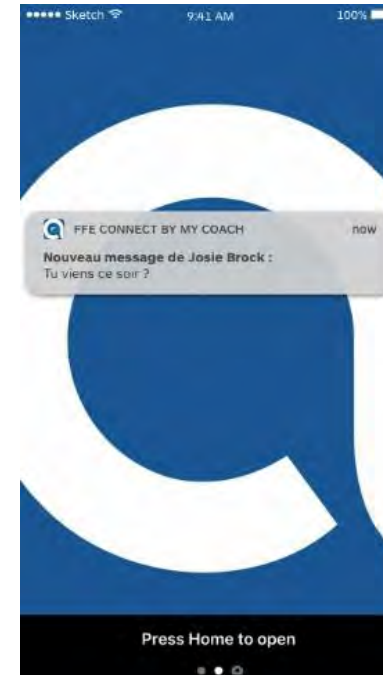 Sketch 9:41 AM 100%
FFE CONNECT BY MY COACH now
Nouveau message de Josie Brock :
Tu viens ce soir ?
Press Home to open